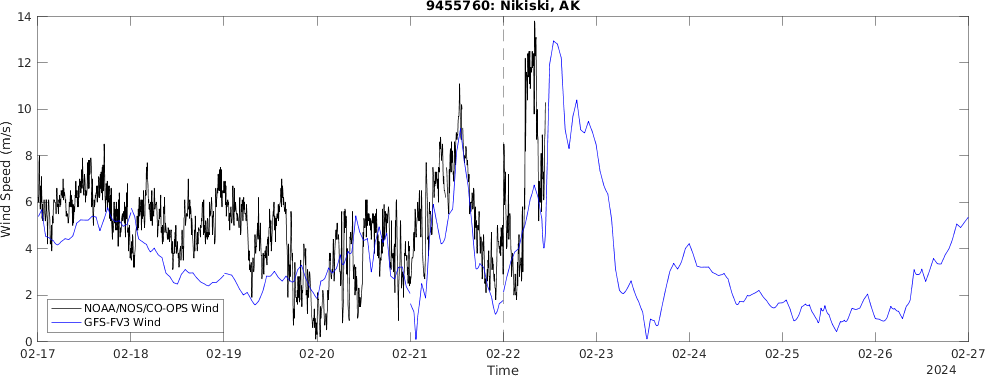 9455760: Nikiski, AK
14
12
10
8
6
4
2
0
Wind Speed (m/s)
NOAA/NOS/CO-OPS Wind
GFS-FV3 Wind
02-17 02-18 02-19 02-20 02-21 02-22 02-23 02-24 02-25 02-26 02-27
Time
2024